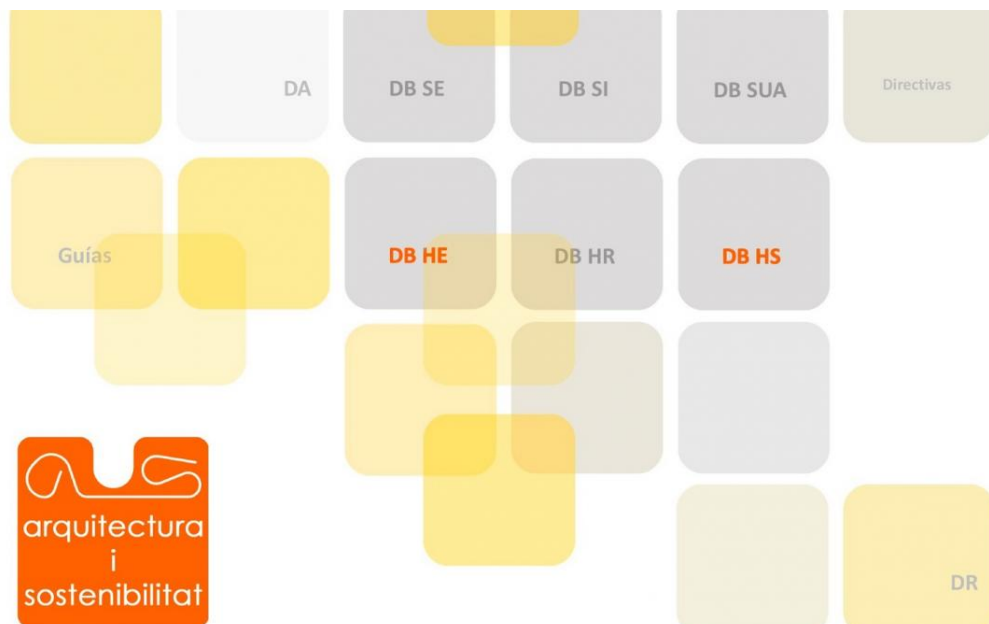 DA
DB SE
DB SI
DB SUA
Directivas
Guías
DB HE
DB HR
DB HS
arquitectura
i
sostenibilitat
DR